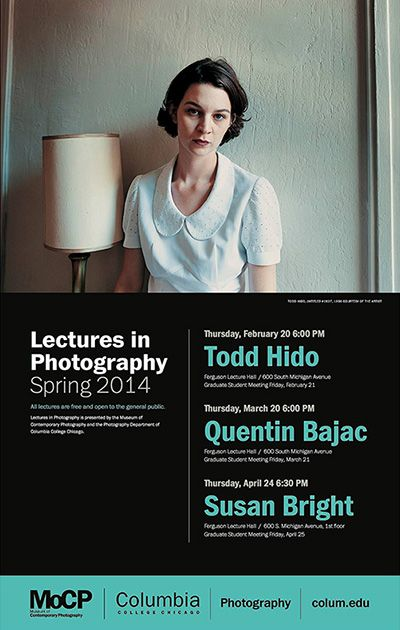 TODD HIDO, UNTITLED #
Lectures in
Photography
Spring 2014
All lectures are free and open to the general public.
Lectures in Photography is presented by the Museum of
Contemporary Photography and the Photography Department of
Columbia College Chicago.
Thursday, February 20 6:00 PM
Todd Hido
Ferguson Lecture Hall / 600 South Michigan Avenue
Graduate Student Meeting Friday, February 21
Thursday, March 20 6:00 PM
Quentin Bajac
Ferguson Lecture Hall / 600 South Michigan Avenue
Graduate Student Meeting Friday, March 21
Thursday, April 24 6:30 PM
Susan Bright
Ferguson Lecture Hall / 600 S. Michigan Avenue, 1st floor
Graduate Student Meeting Friday, April 25
MoCP
Museum of
Contemporary Photography
Columbia
COLLEGE CHICAGO
Photography
colum.edu